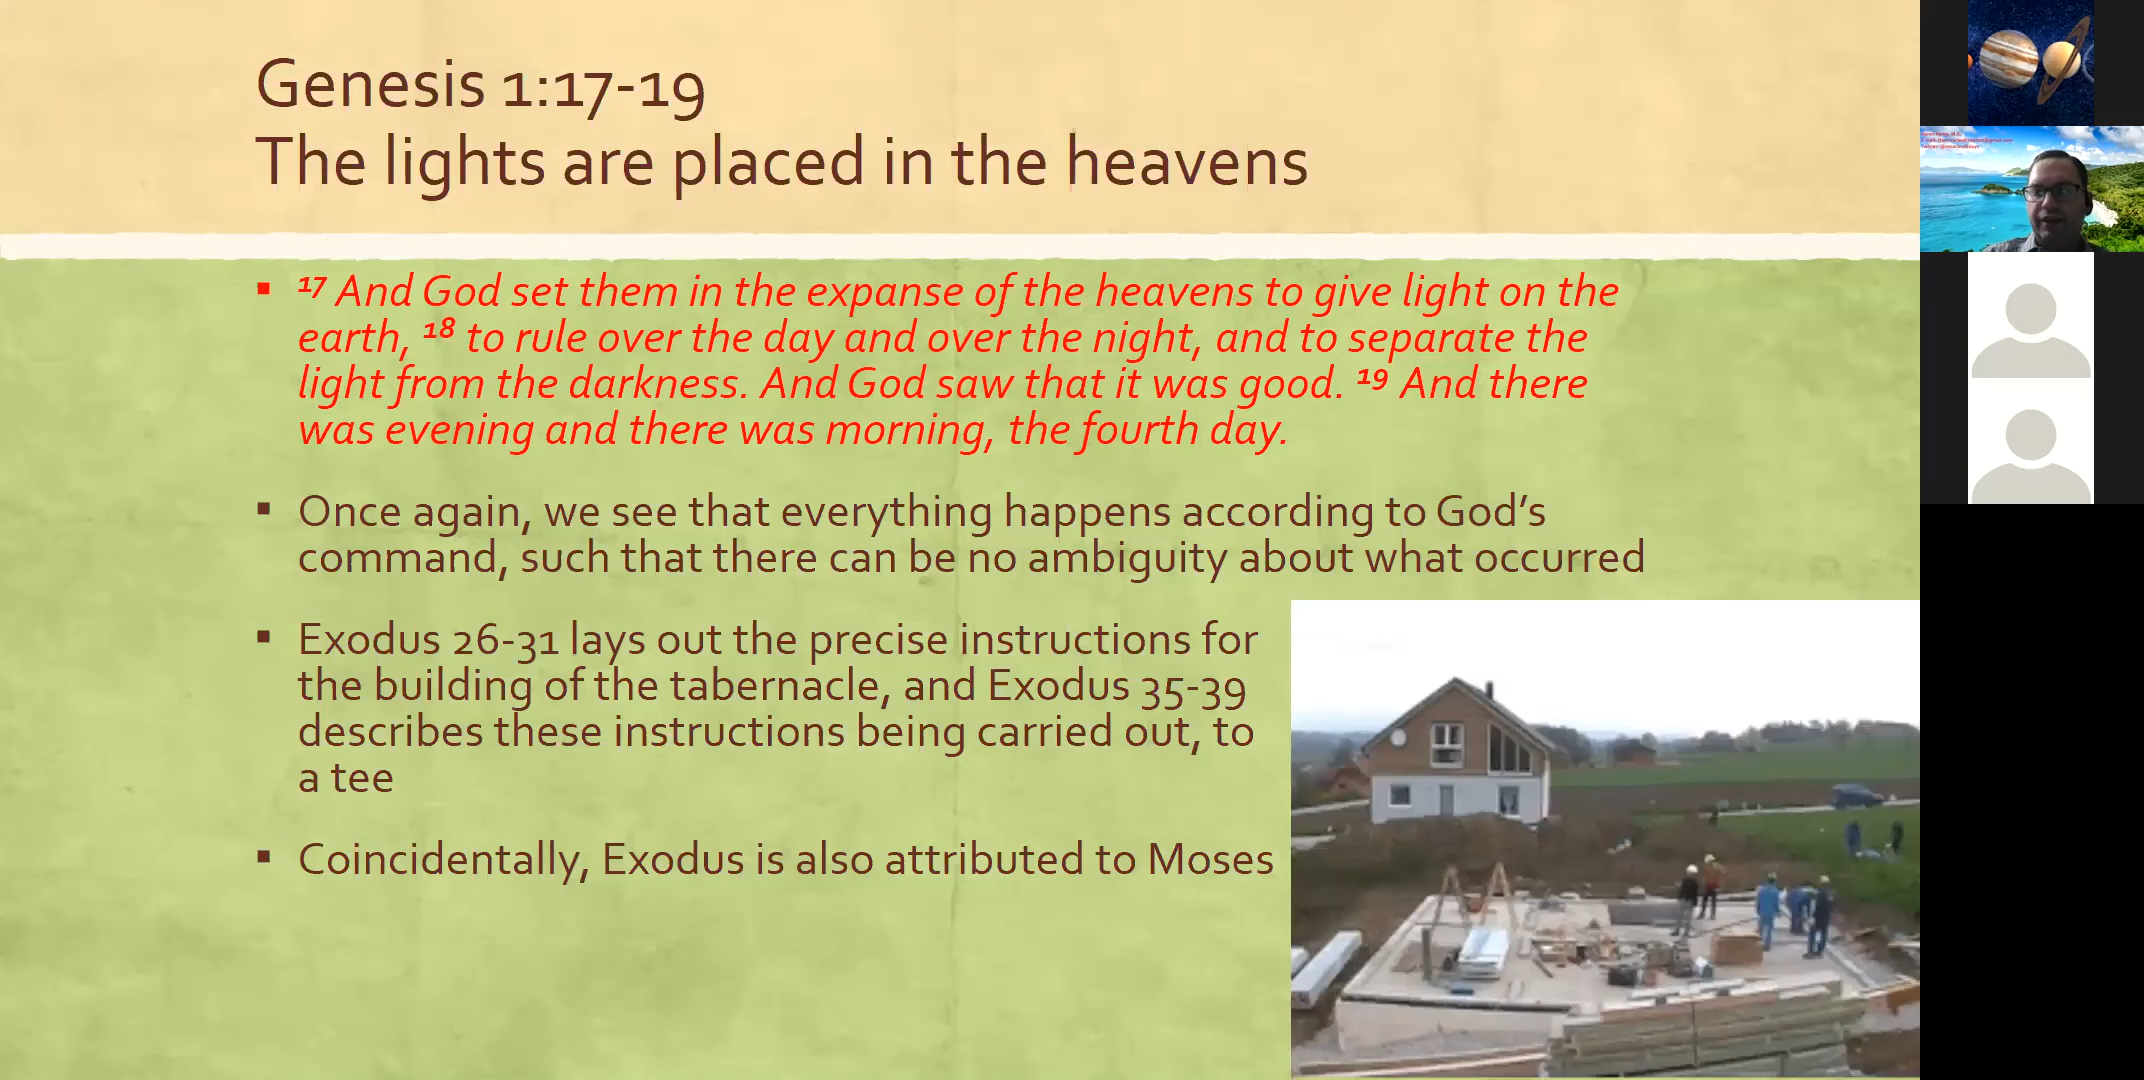 Genesis 1:17-19
The lights are placed in the heavens
▪ 17 And God set them in the expanse of the heavens to give light on the
earth, 18 to rule over the day and over the night, and to separate the
light from the darkness. And God saw that it was good. 19 And there
was evening and there was morning, the fourth day.
▪ Once again, we see that everything happens according to God’s
command, such that there can be no ambiguity about what occurred
▪ Exodus 26-31 lays out the precise instructions for
the building of the tabernacle, and Exodus 35-39
describes these instructions being carried out, to
a tee
▪ Coincidentally, Exodus is also attributed to Moses